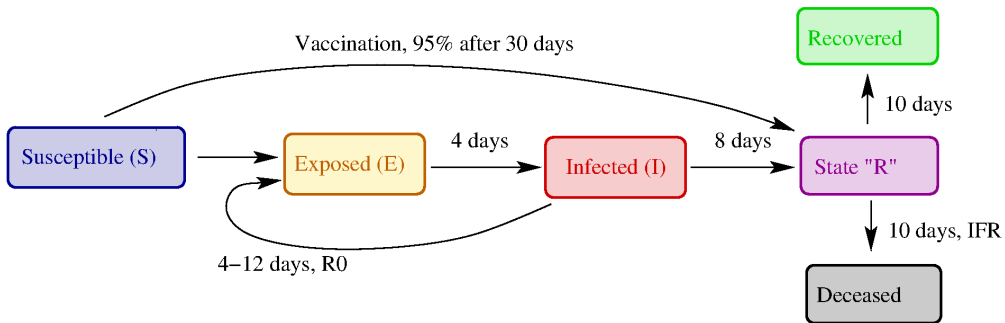 Recovered
Vaccination, 95% after 30 days
10 days
Susceptible (S)
Exposed (E)
4 days
Infected (I)
8 days
State "R"
4−12 days, R0
10 days, IFR
Deceased